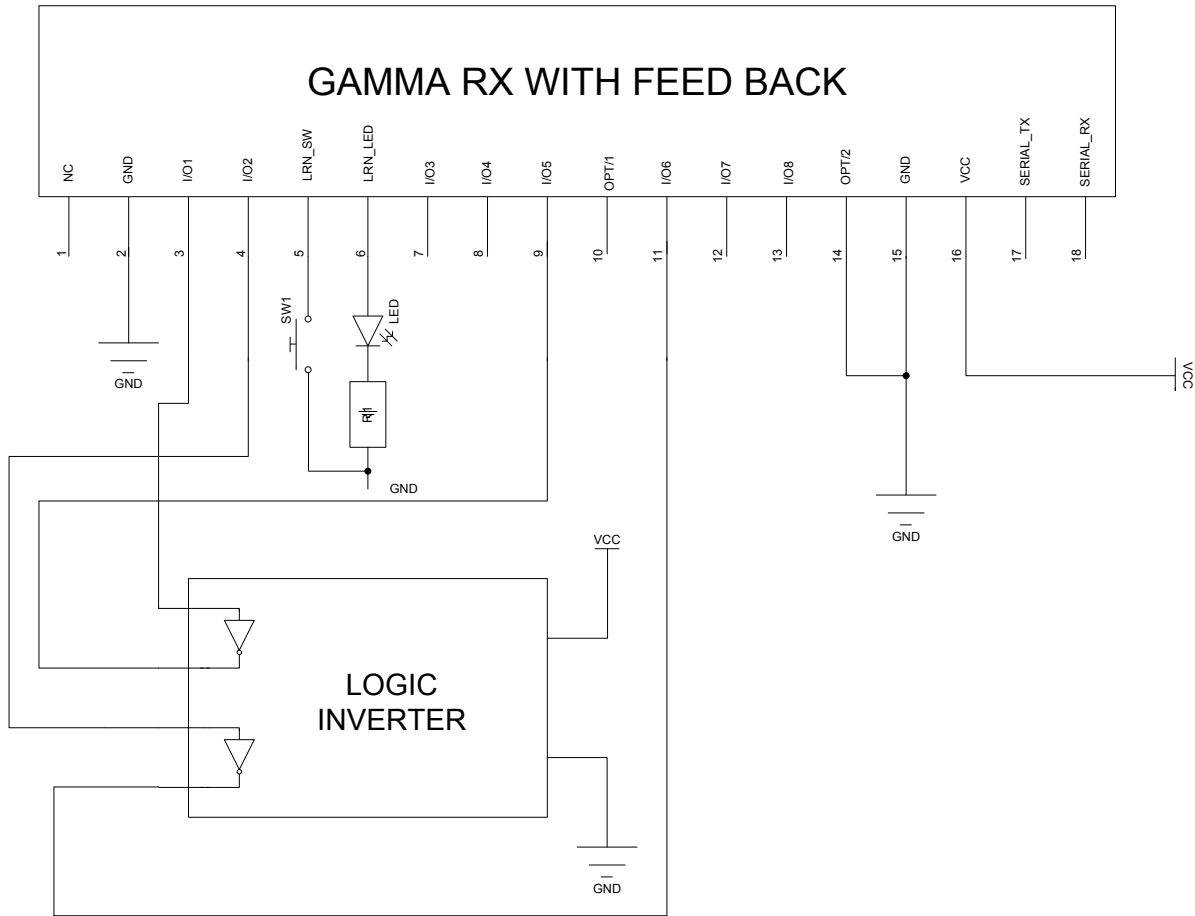 GAMMA RX WITH FEED BACK
NC
GND
I/O1
I/O2
LRN_SW
LRN_LED
I/O3
I/O4
I/O5
OPT/1
I/O6
I/O7
I/O8
OPT/2
GND
VCC
SERIAL_TX
SERIAL_RX
1
2
3
4
5
6
7
8
9
10
11
12
13
14
15
16
17
18
SW1
LED
GND
VCC
GND
GND
VCC
LOGIC
INVERTER
GND